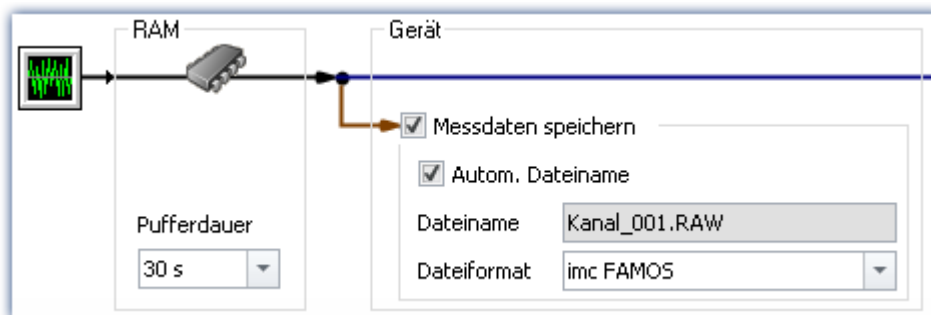 RAM
Gerät
Messdaten speichern
Autom. Dateiname
Pufferdauer
Dateiname Kanal_001.RAW
30 s
Dateiformat imc FAMOS